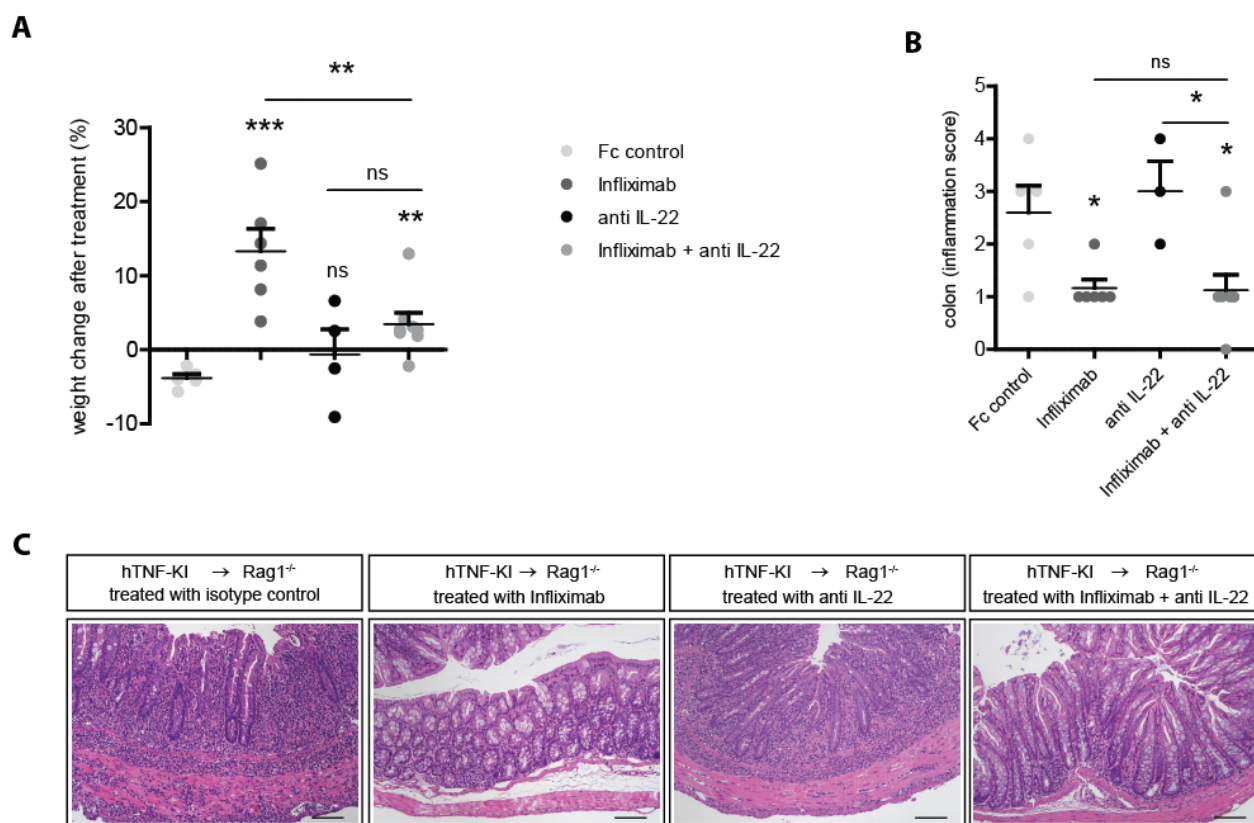 A
**
***
ns
**
ns
30
20
10
0
-10
weight change after treatment (%)
Fc control
Infliximab
anti IL-22
Infliximab + anti IL-22
B
ns
*
*
*
5
4
3
2
1
0
colon (inflammation score)
Fc control
Infliximab
anti IL-22
Infliximab + anti IL-22
C
hTNF-KI → Rag1-/-
treated with isotype control
hTNF-KI → Rag1-/-
treated with Infliximab
hTNF-KI → Rag1-/-
treated with anti IL-22
hTNF-KI → Rag1-/-
treated with Infliximab + anti IL-22